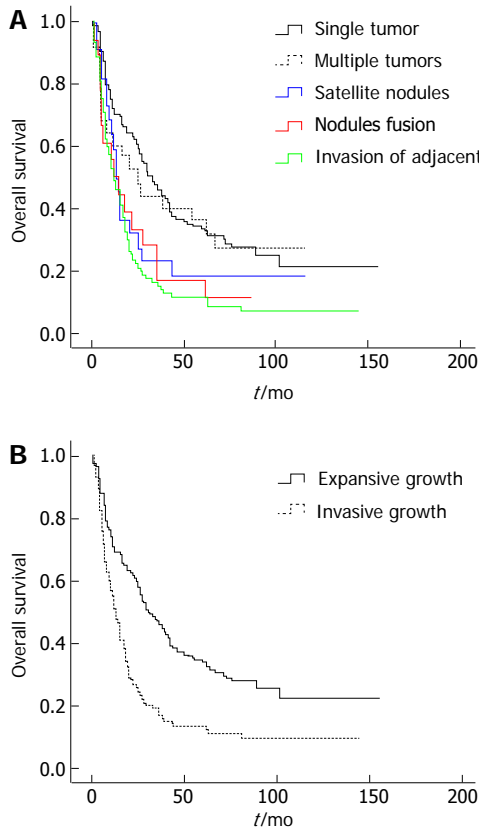 A
1.0
0.8
0.6
0.4
0.2
0.0
Overall survival
Single tumor
Multiple tumors
Satellite nodules
Nodules fusion
Invasion of adjacent
0 50 100 150 200
t/mo
B
1.0
0.8
0.6
0.4
0.2
0.0
Overall survival
Expansive growth
Invasive growth
0 50 100 150 200
t/mo